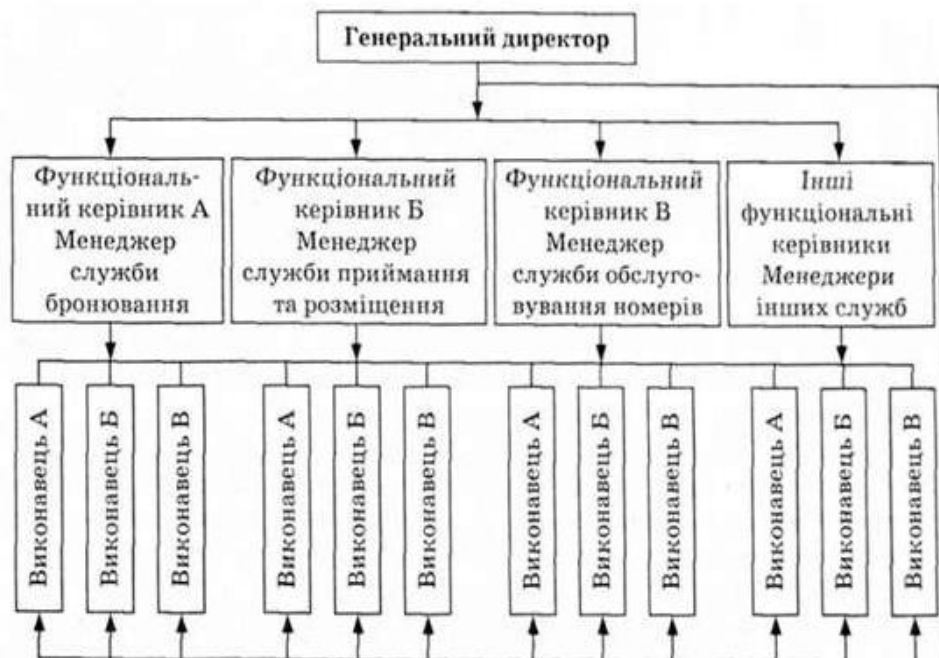 Генеральний директор
Функціональ-
ний керівник А
Менеджер
служби
бронювання
Функціональний
керівник Б
Менеджер
служби приймання
та розміщення
Функціональний
керівник В
Менеджер
служби обслуго-
вування номерів
Інші
функціональні
керівники
Менеджери
інших служб
Виконавець А
Виконавець Б
Виконавець В
Виконавець А
Виконавець Б
Виконавець В
Виконавець А
Виконавець Б
Виконавець В
Виконавець А
Виконавець Б
Виконавець В